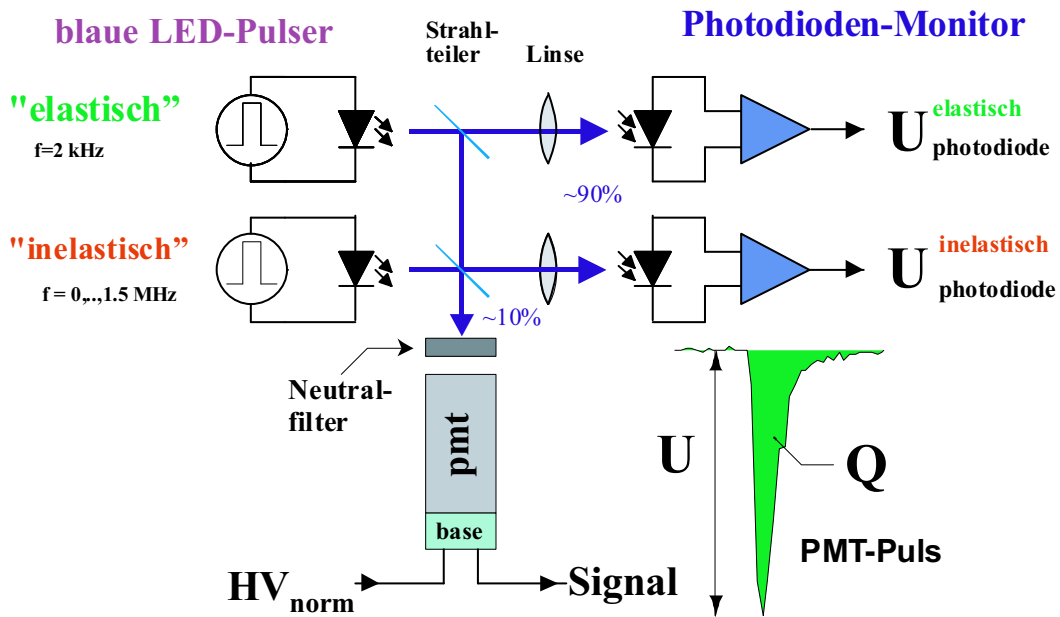 blaue LED-Pulser
Strahl-
teiler
Linse
Photodioden-Monitor
"elastisch”
f=2 kHz
U elastisch
photodiode
~90%
"inelastisch”
f = 0,..,1.5 MHz
U inelastisch
photodiode
~10%
Neutral-
filter
pmt
base
U
Q
PMT-Puls
HVnorm
Signal